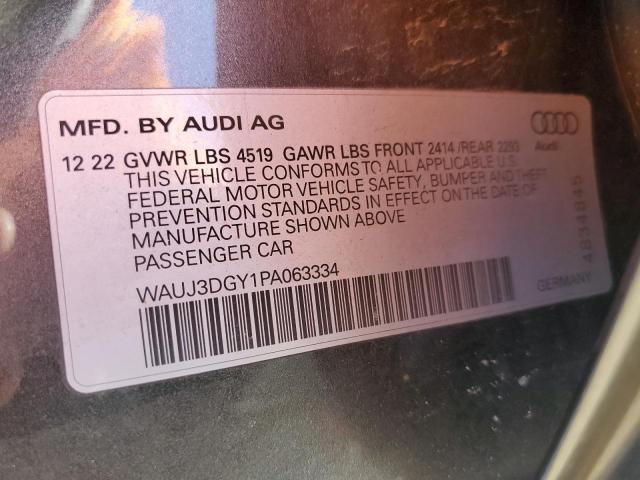 MFD. BY AUDI AG
Audi
12 22 GVWR LBS 4519 GAWR LBS FRONT 2414 /REAR 2293
THIS VEHICLE CONFORMS TO ALL APPLICABLE U.S.
FEDERAL MOTOR VEHICLE SAFETY, BUMPER AND THEFT
PREVENTION STANDARDS IN EFFECT ON THE DATE OF
MANUFACTURE SHOWN ABOVE
PASSENGER CAR
WAUJ3DGY1PA063334
GERMANY
4834845